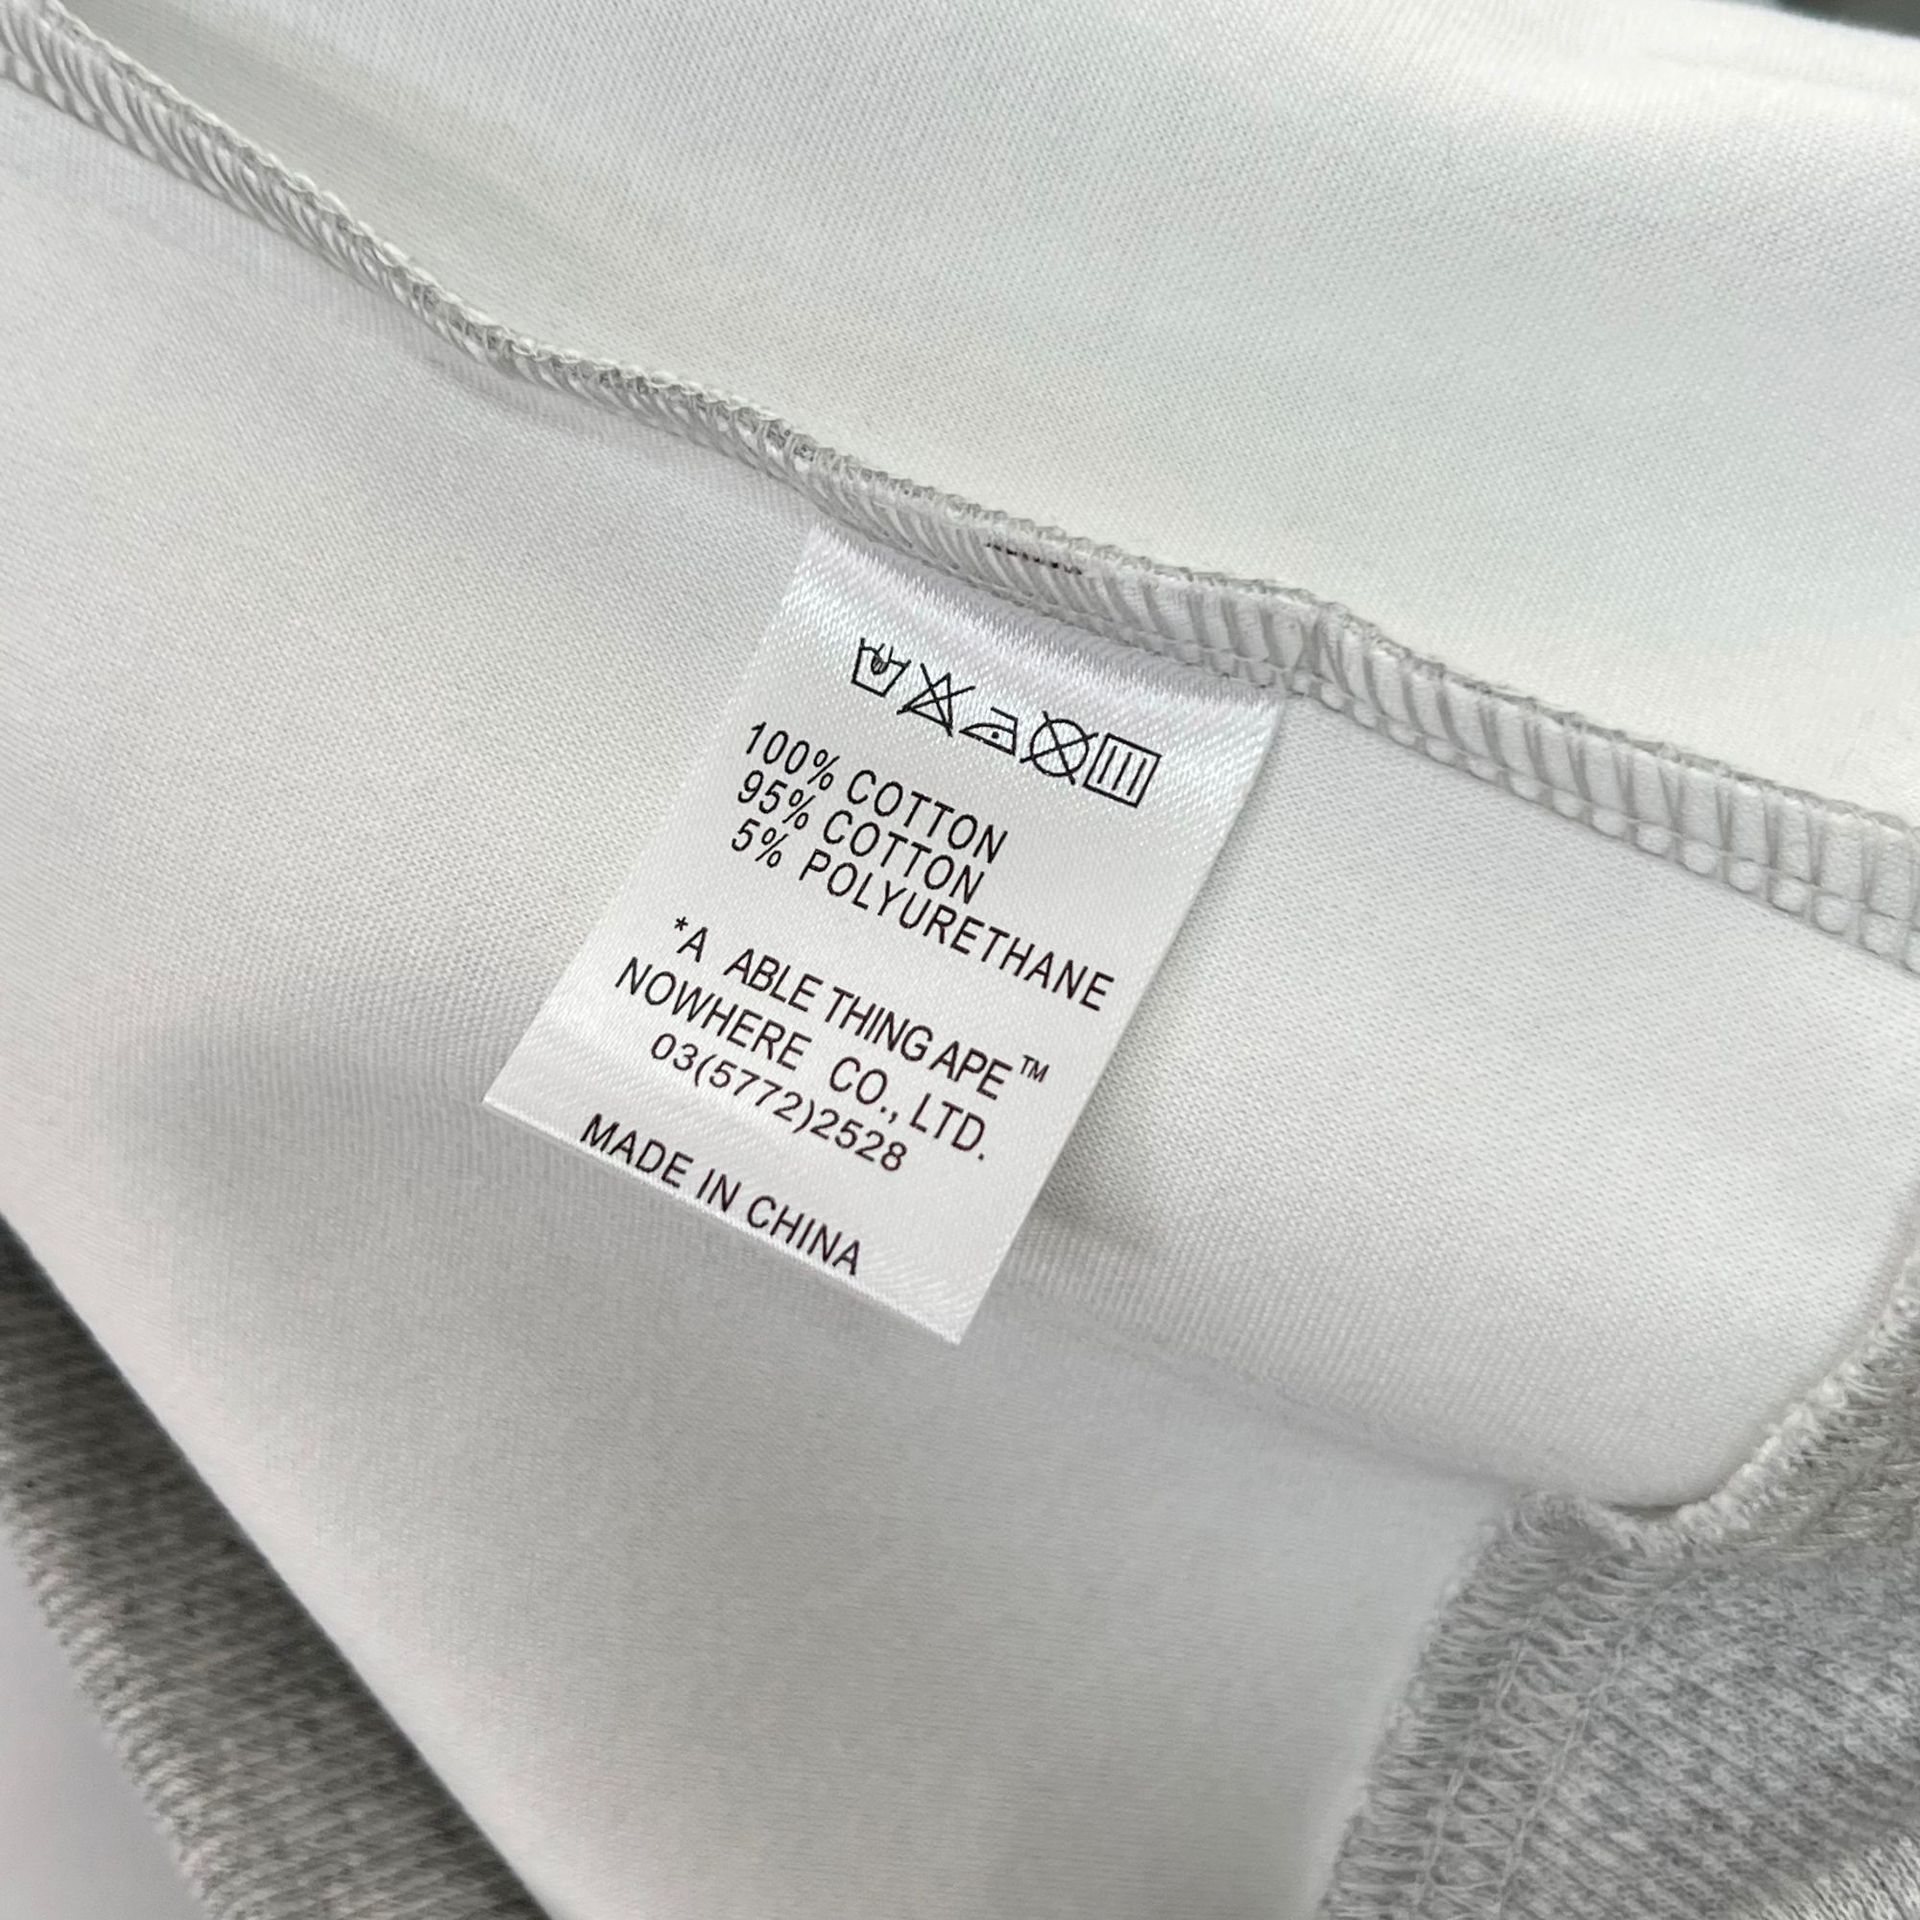 100% COTTON
95% COTTON
5% POLYURETHANE
*A ABLE THING APE™
NOWHERE CO., LTD.
03(5772)2528
MADE IN CHINA